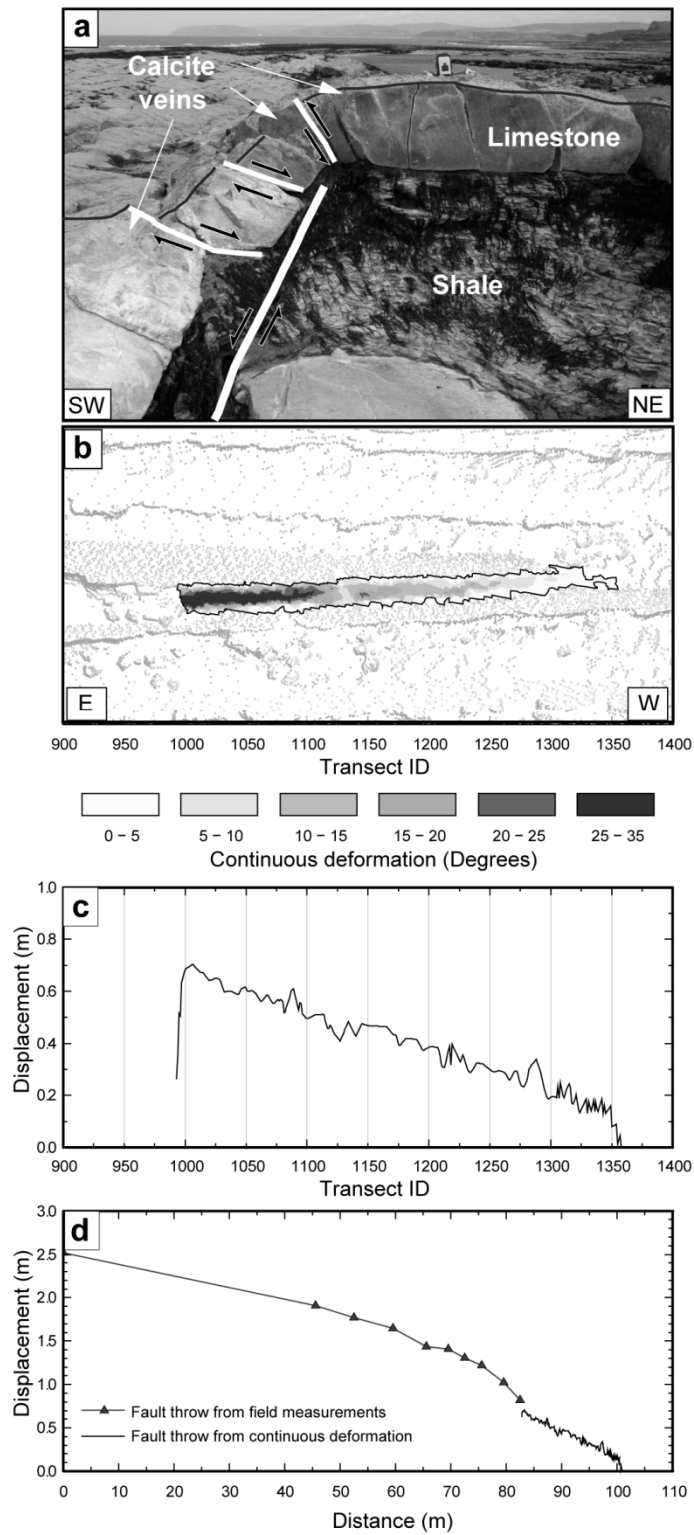 a
Calcite
veins
Limestone
Shale
SW
NE
b
E
W
900 950 1000 1050 1100 1150 1200 1250 1300 1350 1400
Transect ID
0 – 5 5 – 10 10 – 15 15 – 20 20 – 25 25 – 35
Continuous deformation (Degrees)
c
Displacement (m)
1.0
0.8
0.6
0.4
0.2
0.0
900 950 1000 1050 1100 1150 1200 1250 1300 1350 1400
Transect ID
d
Displacement (m)
3.0
2.5
2.0
1.5
1.0
0.5
0.0
Fault throw from field measurements
Fault throw from continuous deformation
0 10 20 30 40 50 60 70 80 90 100 110
Distance (m)